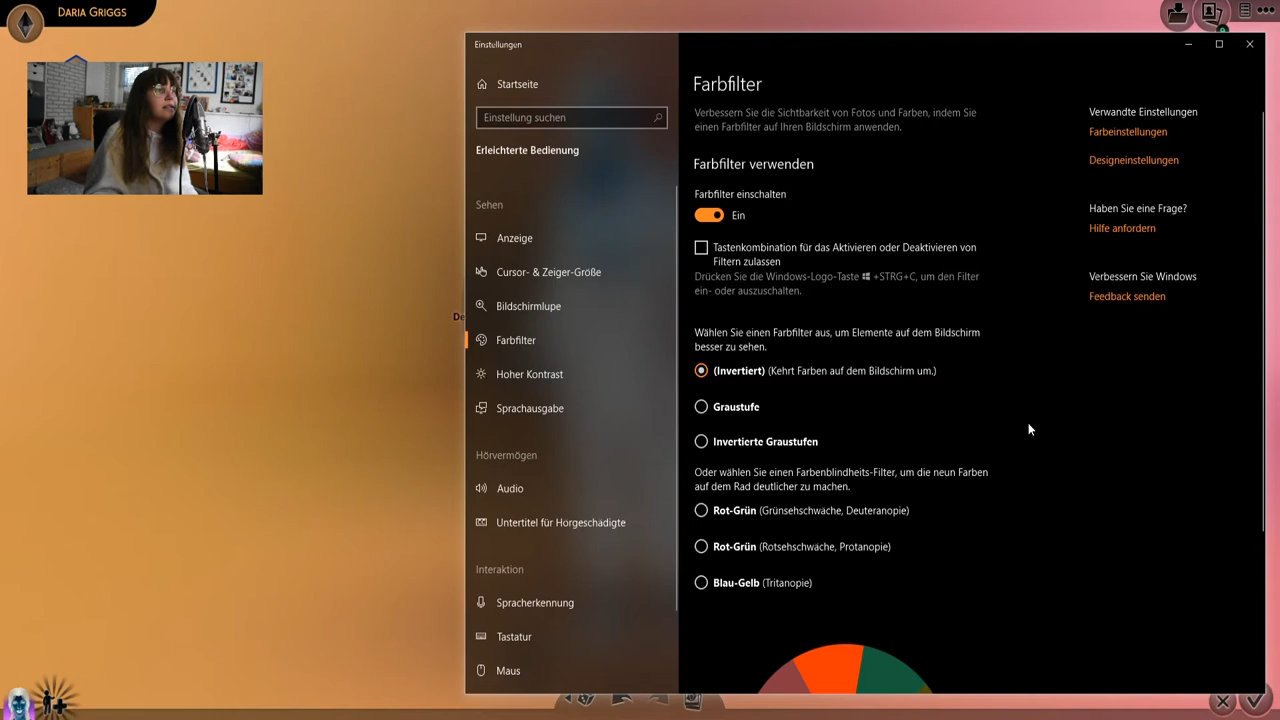 DARIA GRIGGS
Einstellungen
Startseite
Einstellung suchen
Erleichterte Bedienung
Sehen
Anzeige
Cursor- & Zeiger-Größe
Bildschirmlupe
Farbfilter
Hoher Kontrast
Sprachausgabe
Hörvermögen
Audio
Untertitel für Hörgeschädigte
Interaktion
Spracherkennung
Tastatur
Maus
De
Farbfilter
Verbessern Sie die Sichtbarkeit von Fotos und Farben, indem Sie
einen Farbfilter auf Ihren Bildschirm anwenden.
Farbfilter verwenden
Farbfilter einschalten
Ein
Tastenkombination für das Aktivieren oder Deaktivieren von
Filtern zulassen
Drücken Sie die Windows-Logo-Taste +STRG+C, um den Filter
ein- oder auszuschalten.
Wählen Sie einen Farbfilter aus, um Elemente auf dem Bildschirm
besser zu sehen.
(Invertiert) (Kehrt Farben auf dem Bildschirm um.)
Graustufe
Invertierte Graustufen
Oder wählen Sie einen Farbenblindheits-Filter, um die neun Farben
auf dem Rad deutlicher zu machen.
Rot-Grün (Grünsehschwäche, Deuteranopie)
Rot-Grün (Rotsehschwäche, Protanopie)
Blau-Gelb (Tritanopie)
Verwandte Einstellungen
Farbeinstellungen
Designeinstellungen
Haben Sie eine Frage?
Hilfe anfordern
Verbessern Sie Windows
Feedback senden